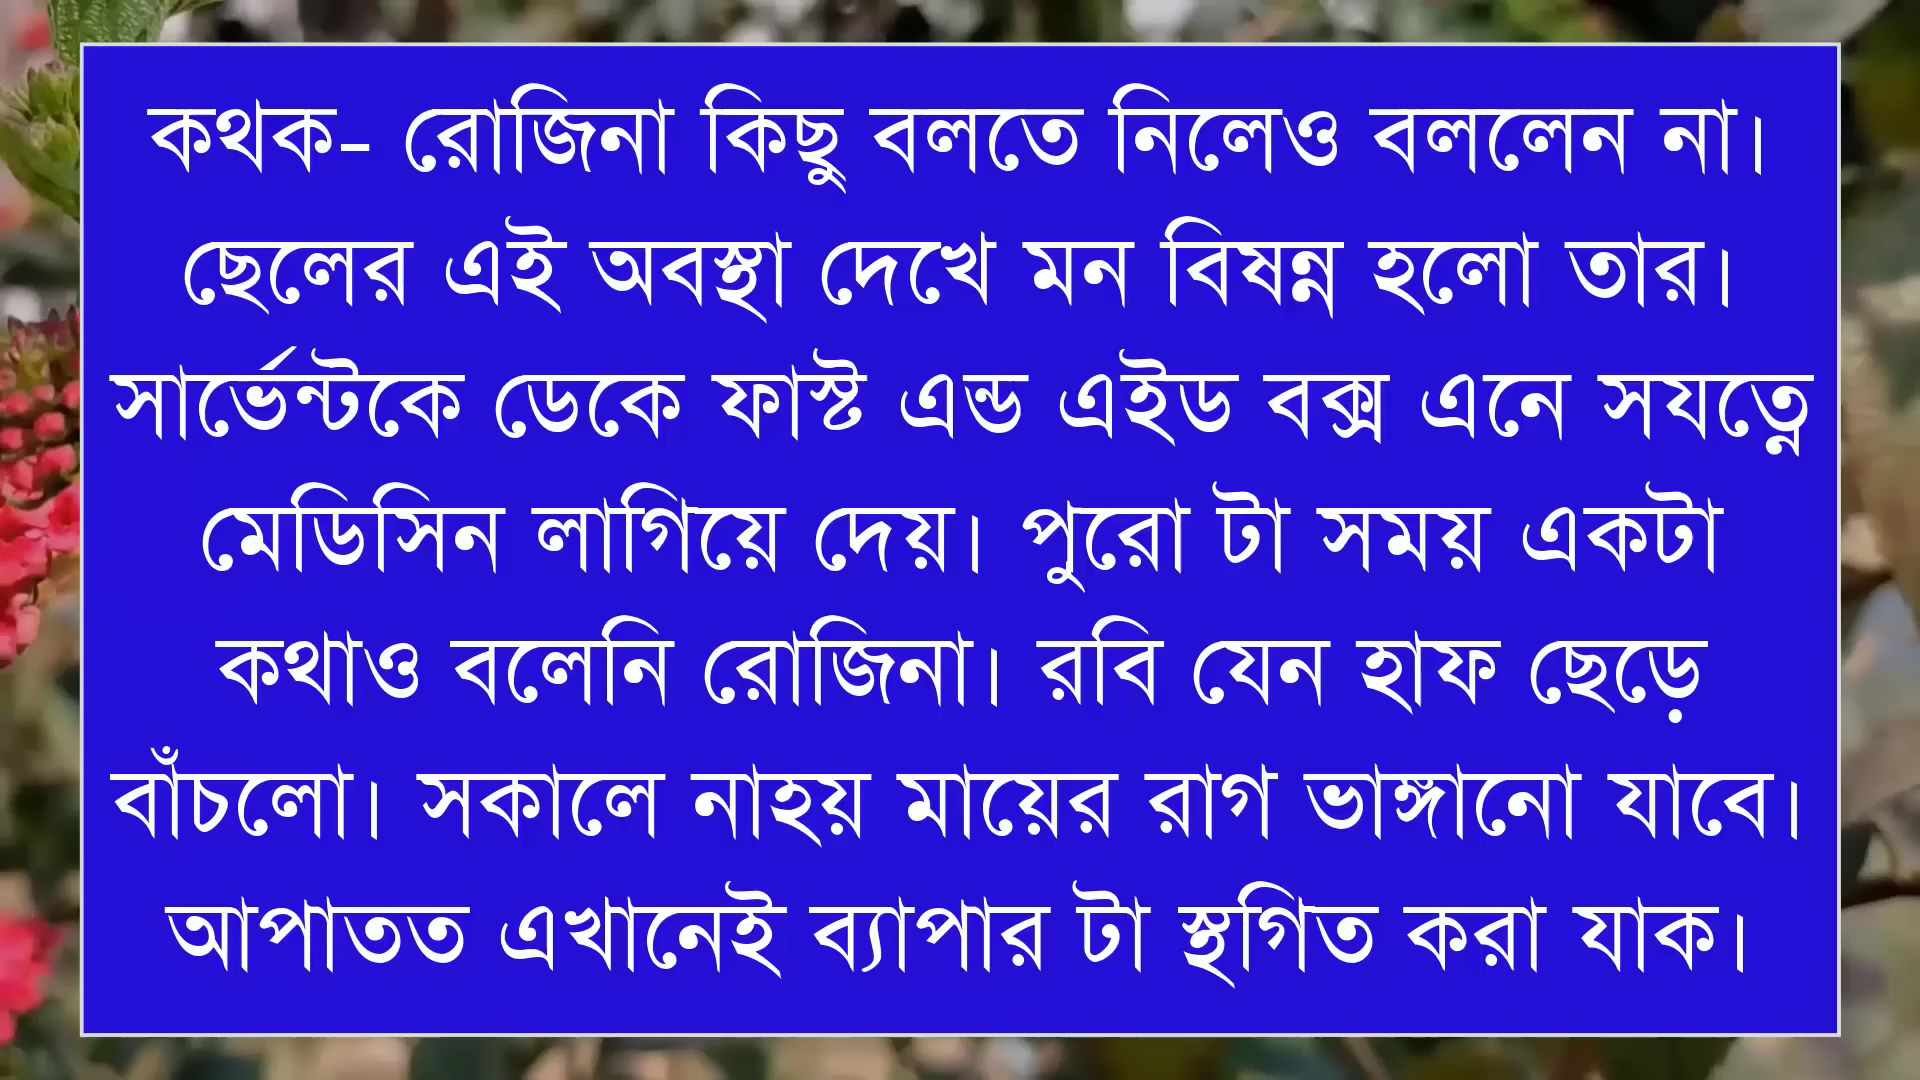 কথক- রোজিনা কিছু বলতে নিলেও বললেন না।
ছেলের এই অবস্থা দেখে মন বিষন্ন হলো তার।
সার্ভেন্টকে ডেকে ফাস্ট এন্ড এইড বক্স এনে সযত্নে
মেডিসিন লাগিয়ে দেয়। পুরো টা সময় একটা
কথাও বলেনি রোজিনা। রবি যেন হাফ ছেড়ে
বাঁচলো। সকালে নাহয় মায়ের রাগ ভাঙ্গানো যাবে।
আপাতত এখানেই ব্যাপার টা স্থগিত করা যাক।